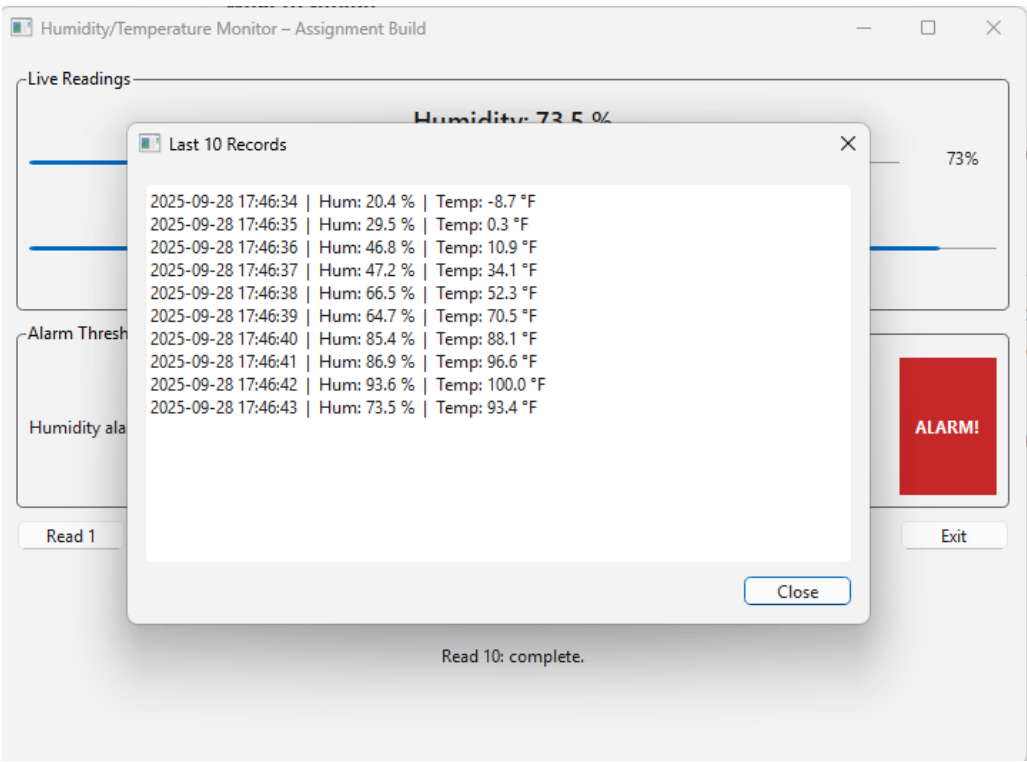 Humidity/Temperature Monitor – Assignment Build
Live Readings
Humidity: 73.5 %
73%
Last 10 Records
2025-09-28 17:46:34 | Hum: 20.4 % | Temp: -8.7 °F
2025-09-28 17:46:35 | Hum: 29.5 % | Temp: 0.3 °F
2025-09-28 17:46:36 | Hum: 46.8 % | Temp: 10.9 °F
2025-09-28 17:46:37 | Hum: 47.2 % | Temp: 34.1 °F
2025-09-28 17:46:38 | Hum: 66.5 % | Temp: 52.3 °F
2025-09-28 17:46:39 | Hum: 64.7 % | Temp: 70.5 °F
2025-09-28 17:46:40 | Hum: 85.4 % | Temp: 88.1 °F
2025-09-28 17:46:41 | Hum: 86.9 % | Temp: 96.6 °F
2025-09-28 17:46:42 | Hum: 93.6 % | Temp: 100.0 °F
2025-09-28 17:46:43 | Hum: 73.5 % | Temp: 93.4 °F
Close
Alarm Thresh
Humidity ala
ALARM!
Read 1
Exit
Read 10: complete.